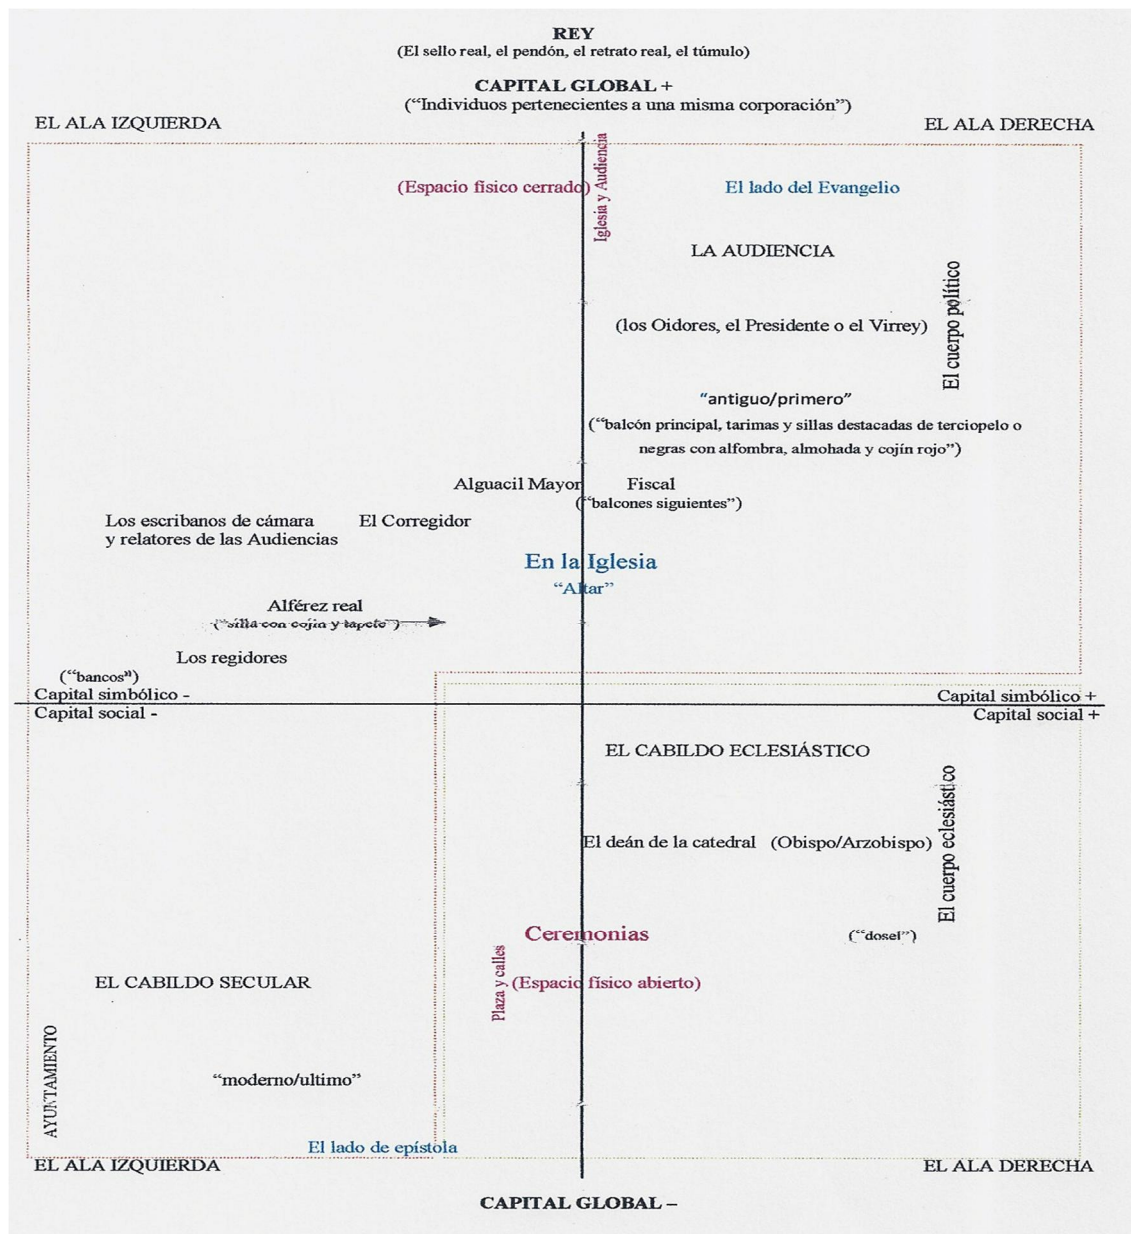 REY
(El sello real, el pendón, el retrato real, el túmulo)
CAPITAL GLOBAL +
(“Individuos pertenecientes a una misma corporación”)
EL ALA IZQUIERDA
EL ALA DERECHA
Iglesia y Audiencia
(Espacio físico cerrado)
El lado del Evangelio
LA AUDIENCIA
El cuerpo político
(los Oidores, el Presidente o el Virrey)
“antiguo/primero”
(“balcón principal, tarimas y sillas destacadas de terciopelo o
negras con alfombra, almohada y cojín rojo”)
Alguacil Mayor
Fiscal
(“balcones siguientes”)
Los escribanos de cámara
y relatores de las Audiencias
El Corregidor
En la Iglesia
“Altar”
Alférez real
(“silla con cojín y tapete”)
Los regidores
(“bancos”)
Capital simbólico -
Capital simbólico +
Capital social -
Capital social +
EL CABILDO ECLESIÁSTICO
El cuerpo eclesiástico
El deán de la catedral (Obispo/Arzobispo)
Ceremonias
(“dosel”)
Plaza y calles
(Espacio físico abierto)
EL CABILDO SECULAR
AYUNTAMIENTO
“moderno/ultimo”
El lado de epístola
EL ALA IZQUIERDA
EL ALA DERECHA
CAPITAL GLOBAL –